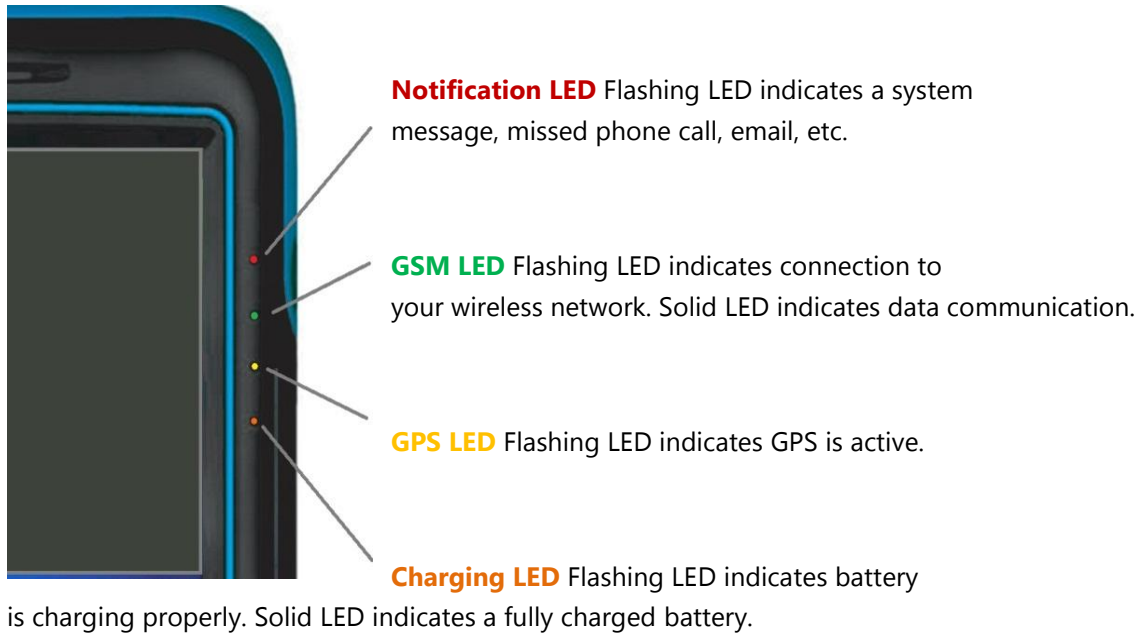 Notification LED Flashing LED indicates a system
message, missed phone call, email, etc.
GSM LED Flashing LED indicates connection to
your wireless network. Solid LED indicates data communication.
GPS LED Flashing LED indicates GPS is active.
Charging LED Flashing LED indicates battery
is charging properly. Solid LED indicates a fully charged battery.